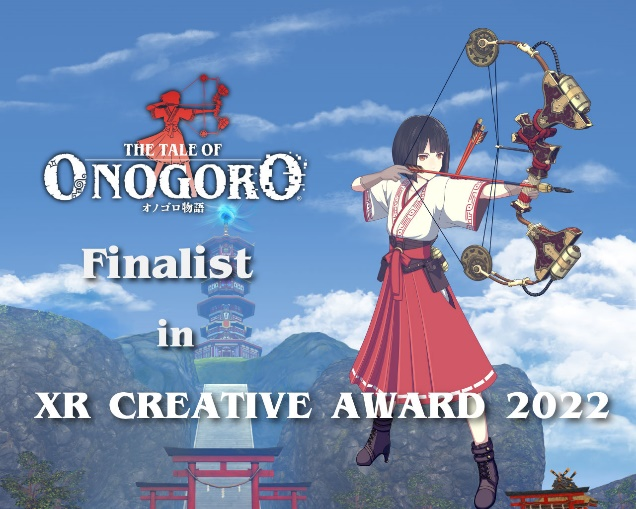 THE TALE OF
ONOGORO
オノゴロ物語
Finalist
in
XR CREATIVE AWARD 2022